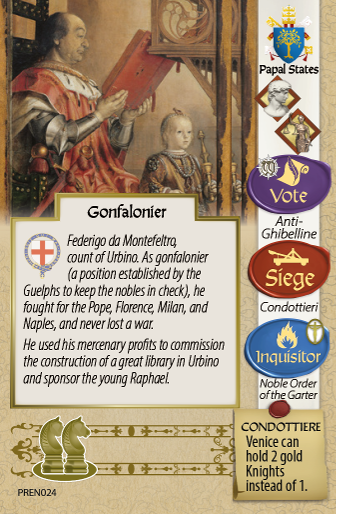 Papal States
Vote
Anti-
Ghibelline
Siege
Condottieri
Inquisitor
Noble Order
of the Garter
Gonfalonier
Federigo da Montefeltro,
count of Urbino. As gonfalonier
(a position established by the
Guelphs to keep the nobles in check), he
fought for the Pope, Florence, Milan, and
Naples, and never lost a war.
He used his mercenary profits to commission
the construction of a great library in Urbino
and sponsor the young Raphael.
CONDOTTIERE
Venice can
hold 2 gold
Knights
instead of 1.
PREN024